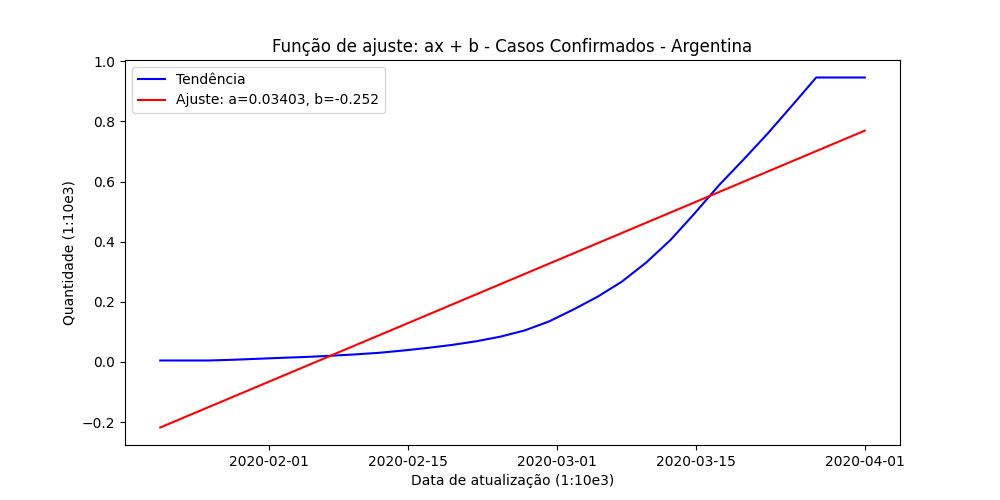 Função de ajuste: ax + b - Casos Confirmados - Argentina
Tendência
Ajuste: a=0.03403, b=-0.252
Quantidade (1:10e3)
1.0
0.8
0.6
0.4
0.2
0.0
−0.2
2020-02-01
2020-02-15
2020-03-01
2020-03-15
2020-04-01
Data de atualização (1:10e3)